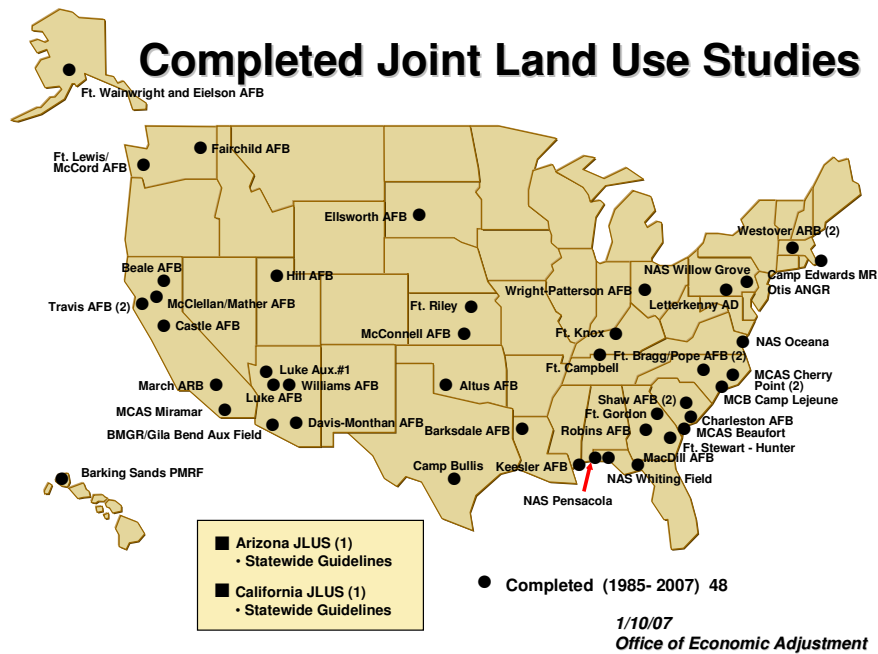 Completed Joint Land Use Studies
Ft. Wainwright and Eielson AFB
Fairchild AFB
Ft. Lewis/
McCord AFB
Ellsworth AFB
Westover ARB (2)
Beale AFB
Hill AFB
NAS Willow Grove
Camp Edwards MR
Otis ANGR
Travis AFB (2)
McClellan/Mather AFB
Ft. Riley
Wright-Patterson AFB
Letterkenny AD
Castle AFB
McConnell AFB
Ft. Knox
NAS Oceana
Luke Aux.#1
Ft. Campbell
Ft. Bragg/Pope AFB (2)
March ARB
Williams AFB
Luke AFB
Altus AFB
MCAS Cherry
Point (2)
MCAS Miramar
Shaw AFB (2)
MCB Camp Lejeune
BMGR/Gila Bend Aux Field
Davis-Monthan AFB
Barksdale AFB
Ft. Gordon
Robins AFB
Charleston AFB
MCAS Beaufort
Ft. Stewart - Hunter
Barking Sands PMRF
Camp Bullis
Keesler AFB
MacDill AFB
NAS Whiting Field
NAS Pensacola
Arizona JLUS (1)
• Statewide Guidelines
California JLUS (1)
• Statewide Guidelines
Completed (1985- 2007) 48
1/10/07
Office of Economic Adjustment